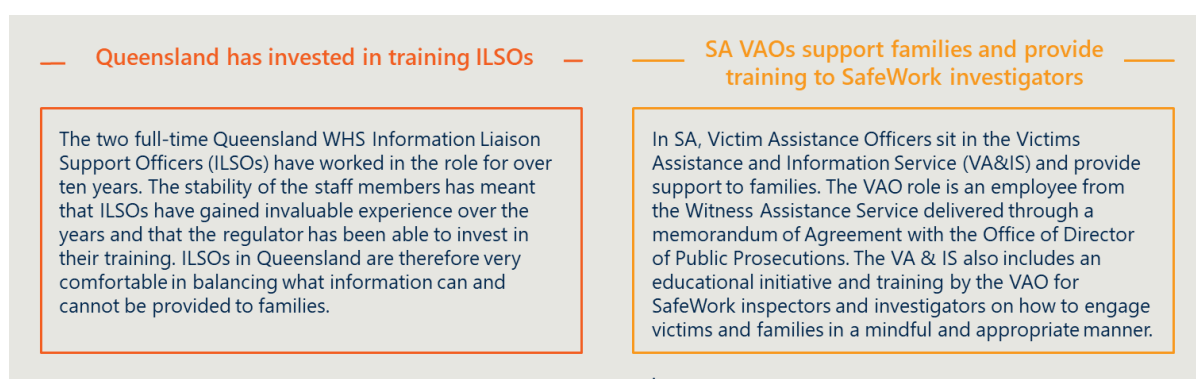 Queensland has invested in training ILSOs
The two full-time Queensland WHS Information Liaison
Support Officers (ILSOs) have worked in the role for over
ten years. The stability of the staff members has meant
that ILSOs have gained invaluable experience over the
years and that the regulator has been able to invest in
their training. ILSOs in Queensland are therefore very
comfortable in balancing what information can and
cannot be provided to families.
SA VAOs support families and provide
training to SafeWork investigators
In SA, Victim Assistance Officers sit in the Victims
Assistance and Information Service (VA&IS) and provide
support to families. The VAO role is an employee from
the Witness Assistance Service delivered through a
memorandum of Agreement with the Office of Director
of Public Prosecutions. The VA & IS also includes an
educational initiative and training by the VAO for
SafeWork inspectors and investigators on how to engage
victims and families in a mindful and appropriate manner.